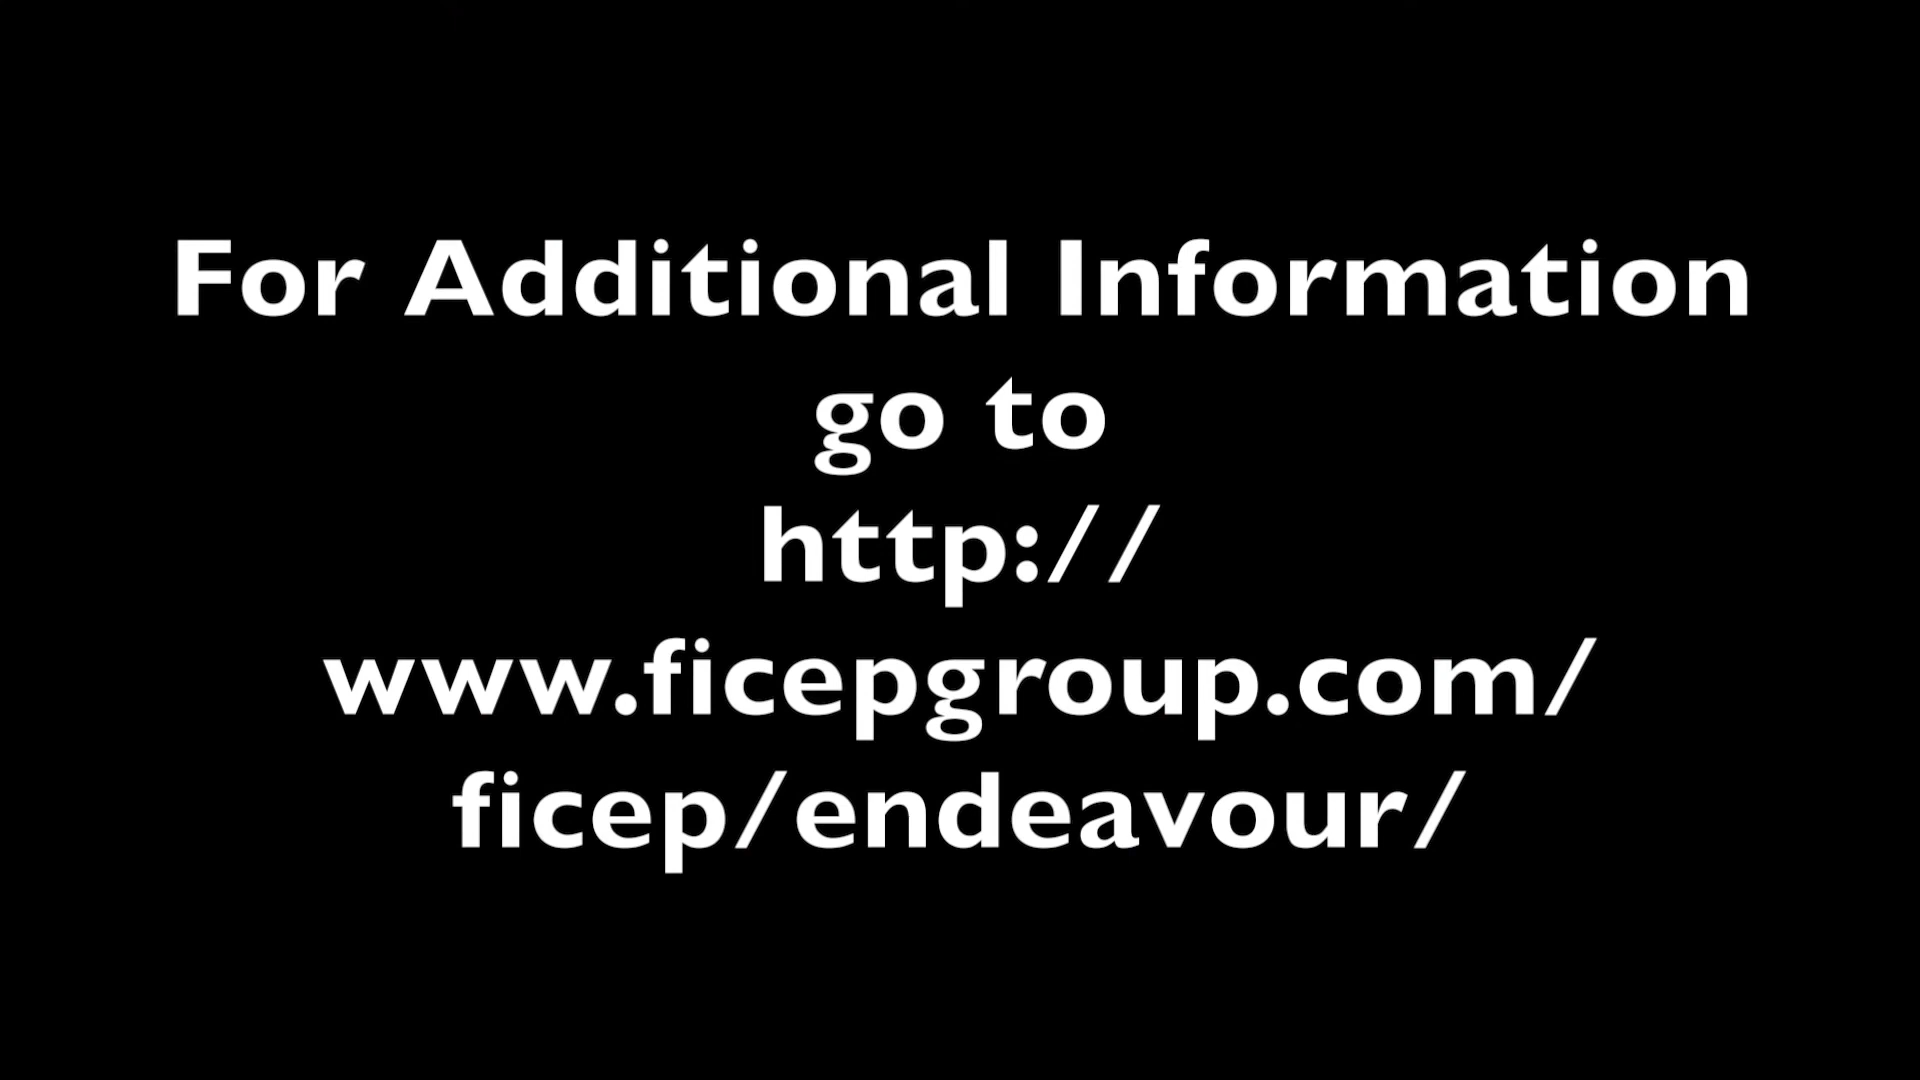 For Additional Information
go to
http://
www.ficepgroup.com/
ficep/endeavour/